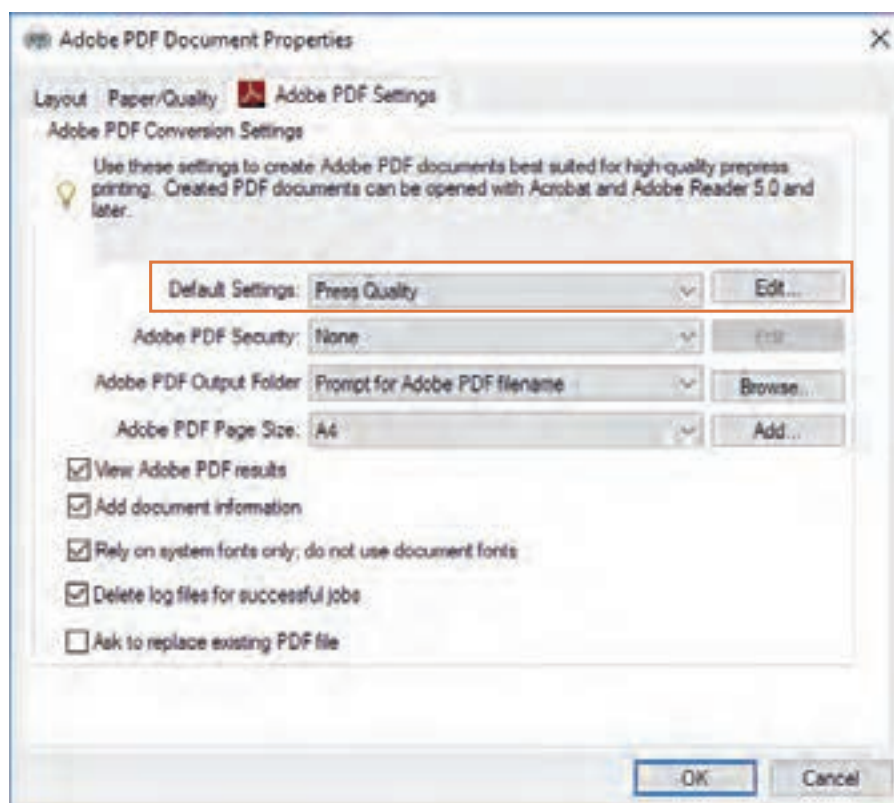 Adobe PDF Document Properties
Layout Paper/Quality Adobe PDF Settings
Adobe PDF Conversion Settings
Use these settings to create Adobe PDF documents best suited for high-quality prepress
printing. Created PDF documents can be opened with Acrobat and Adobe Reader 5.0 and
later.
Default Settings: Press Quality Edit...
Adobe PDF Security: None Edit...
Adobe PDF Output Folder Prompt for Adobe PDF filename Browse...
Adobe PDF Page Size: A4 Add...
View Adobe PDF results
Add document information
Rely on system fonts only; do not use document fonts
Delete log files for successful jobs
Ask to replace existing PDF file
OK Cancel